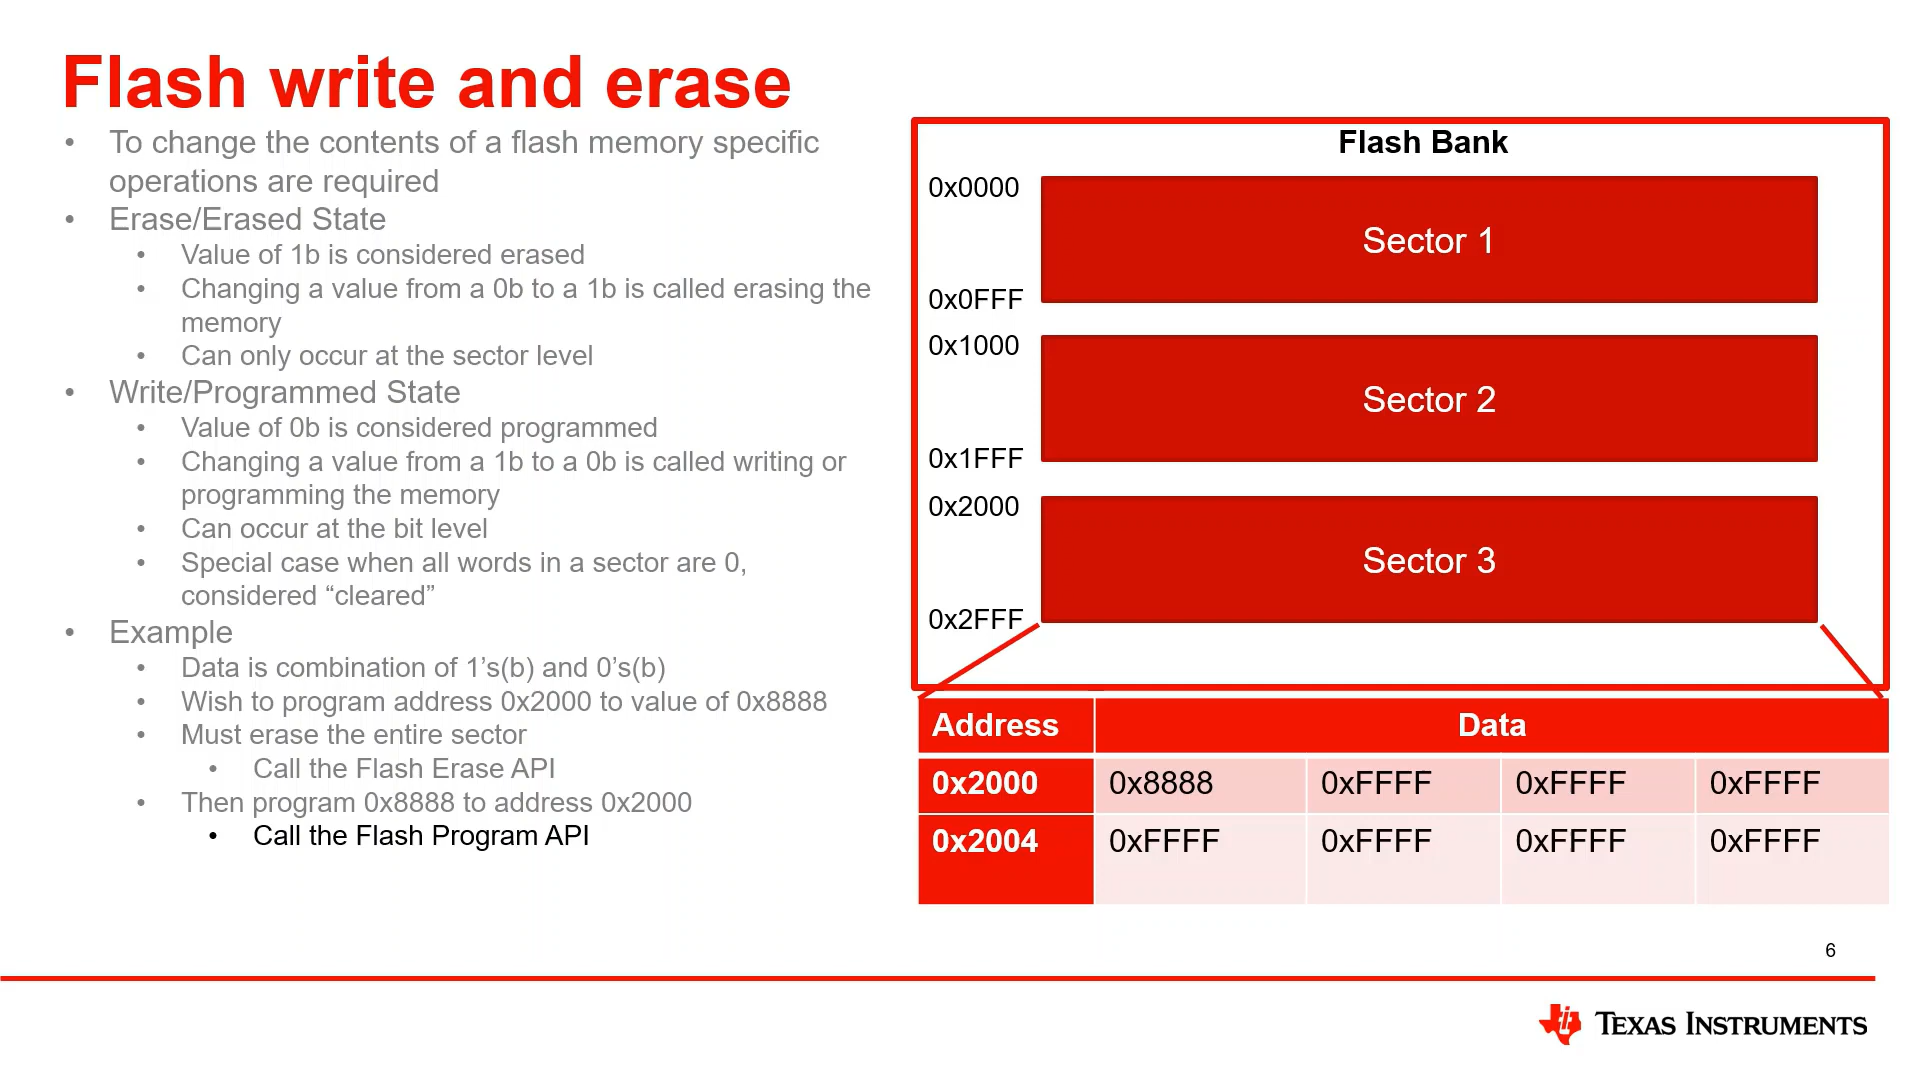 Flash write and erase
• To change the contents of a flash memory specific
operations are required
• Erase/Erased State
• Value of 1b is considered erased
• Changing a value from a 0b to a 1b is called erasing the
memory
• Can only occur at the sector level
• Write/Programmed State
• Value of 0b is considered programmed
• Changing a value from a 1b to a 0b is called writing or
programming the memory
• Can occur at the bit level
• Special case when all words in a sector are 0,
considered “cleared”
• Example
• Data is combination of 1’s(b) and 0’s(b)
• Wish to program address 0x2000 to value of 0x8888
• Must erase the entire sector
• Call the Flash Erase API
• Then program 0x8888 to address 0x2000
• Call the Flash Program API
Flash Bank
0x0000
Sector 1
0x0FFF
0x1000
Sector 2
0x1FFF
0x2000
Sector 3
0x2FFF
Address Data
0x2000 0x8888 0xFFFF 0xFFFF 0xFFFF
0x2004 0xFFFF 0xFFFF 0xFFFF 0xFFFF
6
TEXAS INSTRUMENTS